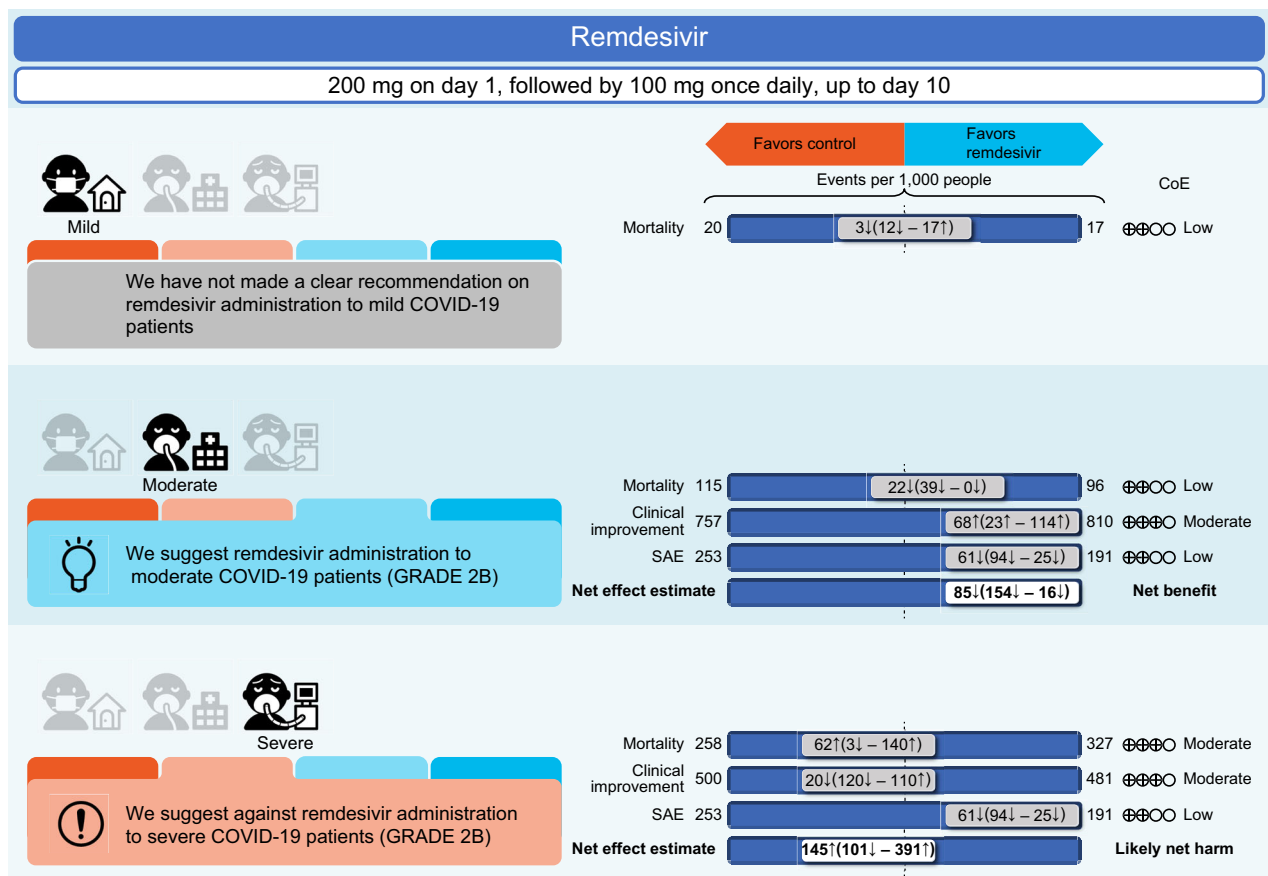 Remdesivir
200 mg on day 1, followed by 100 mg once daily, up to day 10
Favors control
Favors
remdesivir
Events per 1,000 people
CoE
Mild
Mortality 20 3↓(12↓ – 17↑) 17 ⊕⊕○○ Low
We have not made a clear recommendation on
remdesivir administration to mild COVID-19
patients
Moderate
Mortality 115 22↓(39↓ – 0↓) 96 ⊕⊕○○ Low
Clinical
improvement 757 68↑(23↑ – 114↑) 810 ⊕⊕⊕○ Moderate
We suggest remdesivir administration to
moderate COVID-19 patients (GRADE 2B)
SAE 253 61↓(94↓ – 25↓) 191 ⊕⊕○○ Low
Net effect estimate 85↓(154↓ – 16↓) Net benefit
Severe
Mortality 258 62↑(3↓ – 140↑) 327 ⊕⊕⊕○ Moderate
Clinical
improvement 500 20↓(120↓ – 110↑) 481 ⊕⊕⊕○ Moderate
We suggest against remdesivir administration
to severe COVID-19 patients (GRADE 2B)
SAE 253 61↓(94↓ – 25↓) 191 ⊕⊕○○ Low
Net effect estimate 145↑(101↓ – 391↑) Likely net harm